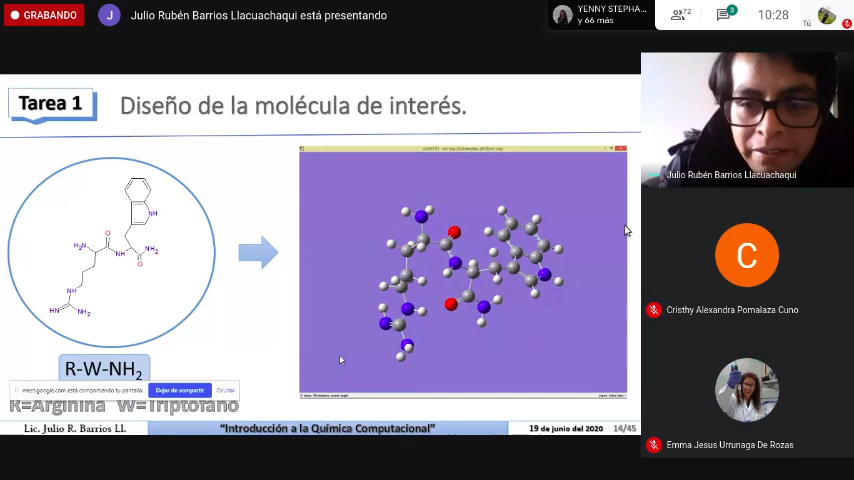 GRABANDO
J
Julio Rubén Barrios Llacuachaqui está presentando
YENNY STEPHA...
y 66 más
72
3
10:28
Tú
Tarea 1
Diseño de la molécula de interés.
NH
O
H2N
NH
NH2
O
NH
HN
NH2
R-W-NH2
meet.google.com está compartiendo tu pantalla.
Dejar de compartir
Ocultar
R=Arginina W=Triptófano
Lic. Julio R. Barrios Ll.
“Introducción a la Química Computacional”
19 de junio del 2020
14/45
Julio Rubén Barrios Llacuachaqui
C
Cristhy Alexandra Pomalaza Cuno
Emma Jesus Urrunaga De Rozas